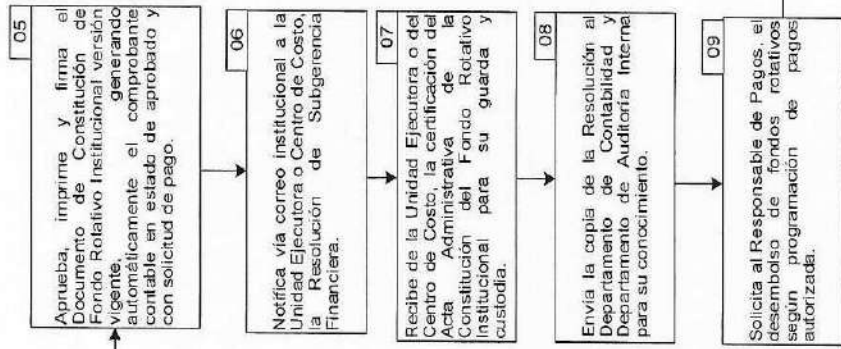 05
Aprueba, imprime y firma el
Documento de Constitución de
Fondo Rotativo Institucional versión
vigente, generando
automáticamente el comprobante
contable en estado de aprobado y
con solicitud de pago.
06
Notifica vía correo institucional a la
Unidad Ejecutora o Centro de Costo,
la Resolución de Subgerencia
Financiera.
07
Recibe de la Unidad Ejecutora o del
Centro de Costo, la certificación del
Acta Administrativa de la
Constitución del Fondo Rotativo
Institucional para su guarda y
custodia.
08
Envía la copia de la Resolución al
Departamento de Contabilidad y
Departamento de Auditoría Interna
para su conocimiento.
09
Solicita al Responsable de Pagos, el
desembolso de fondos rotativos
según programación de pagos
autorizada.